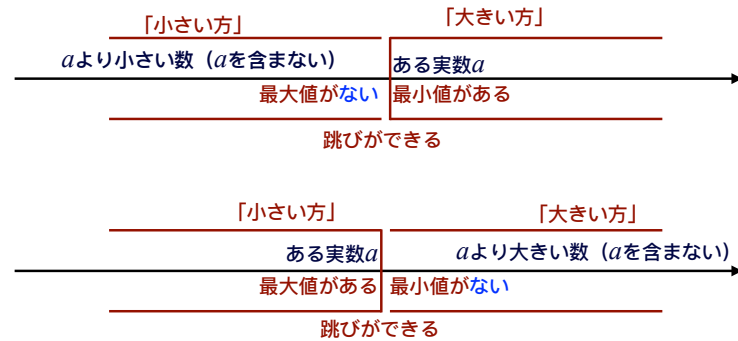 「小さい方」
「大きい方」
aより小さい数（aを含まない）
ある実数a
最大値がない
最小値がある
跳びができる
「小さい方」
「大きい方」
ある実数a
aより大きい数（aを含まない）
最大値がある
最小値がない
跳びができる